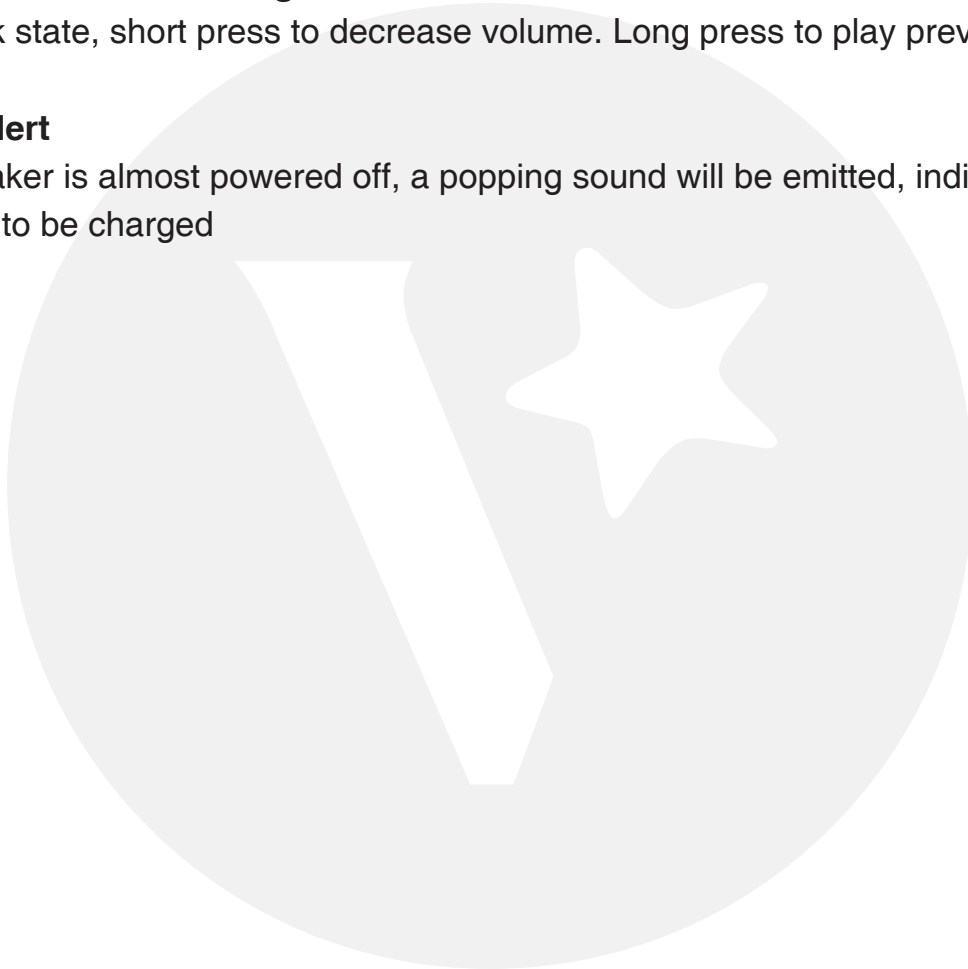 state, short press to decrease volume. Long press to play prev
lert
aker is almost powered off, a popping sound will be emitted, indi
to be charged